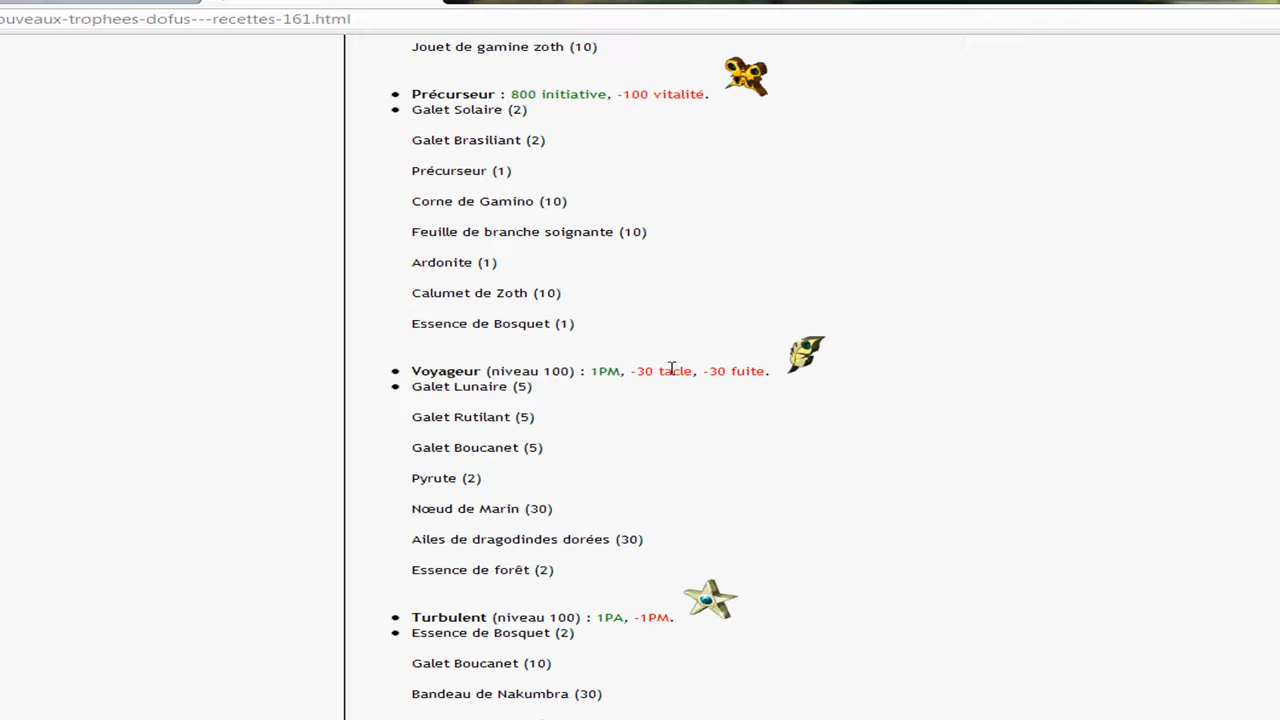 ouveaux-trophees-dofus---recettes-161.html
Jouet de gamine zoth (10)
• Précurseur : 800 initiative, -100 vitalité.
• Galet Solaire (2)
Galet Brasiliant (2)
Précurseur (1)
Corne de Gamino (10)
Feuille de branche soignante (10)
Ardonite (1)
Calumet de Zoth (10)
Essence de Bosquet (1)
• Voyageur (niveau 100) : 1PM, -30 tacle, -30 fuite.
• Galet Lunaire (5)
Galet Rutilant (5)
Galet Boucanet (5)
Pyrute (2)
Nœud de Marin (30)
Ailes de dragodindes dorées (30)
Essence de forêt (2)
• Turbulent (niveau 100) : 1PA, -1PM.
• Essence de Bosquet (2)
Galet Boucanet (10)
Bandeau de Nakumbra (30)